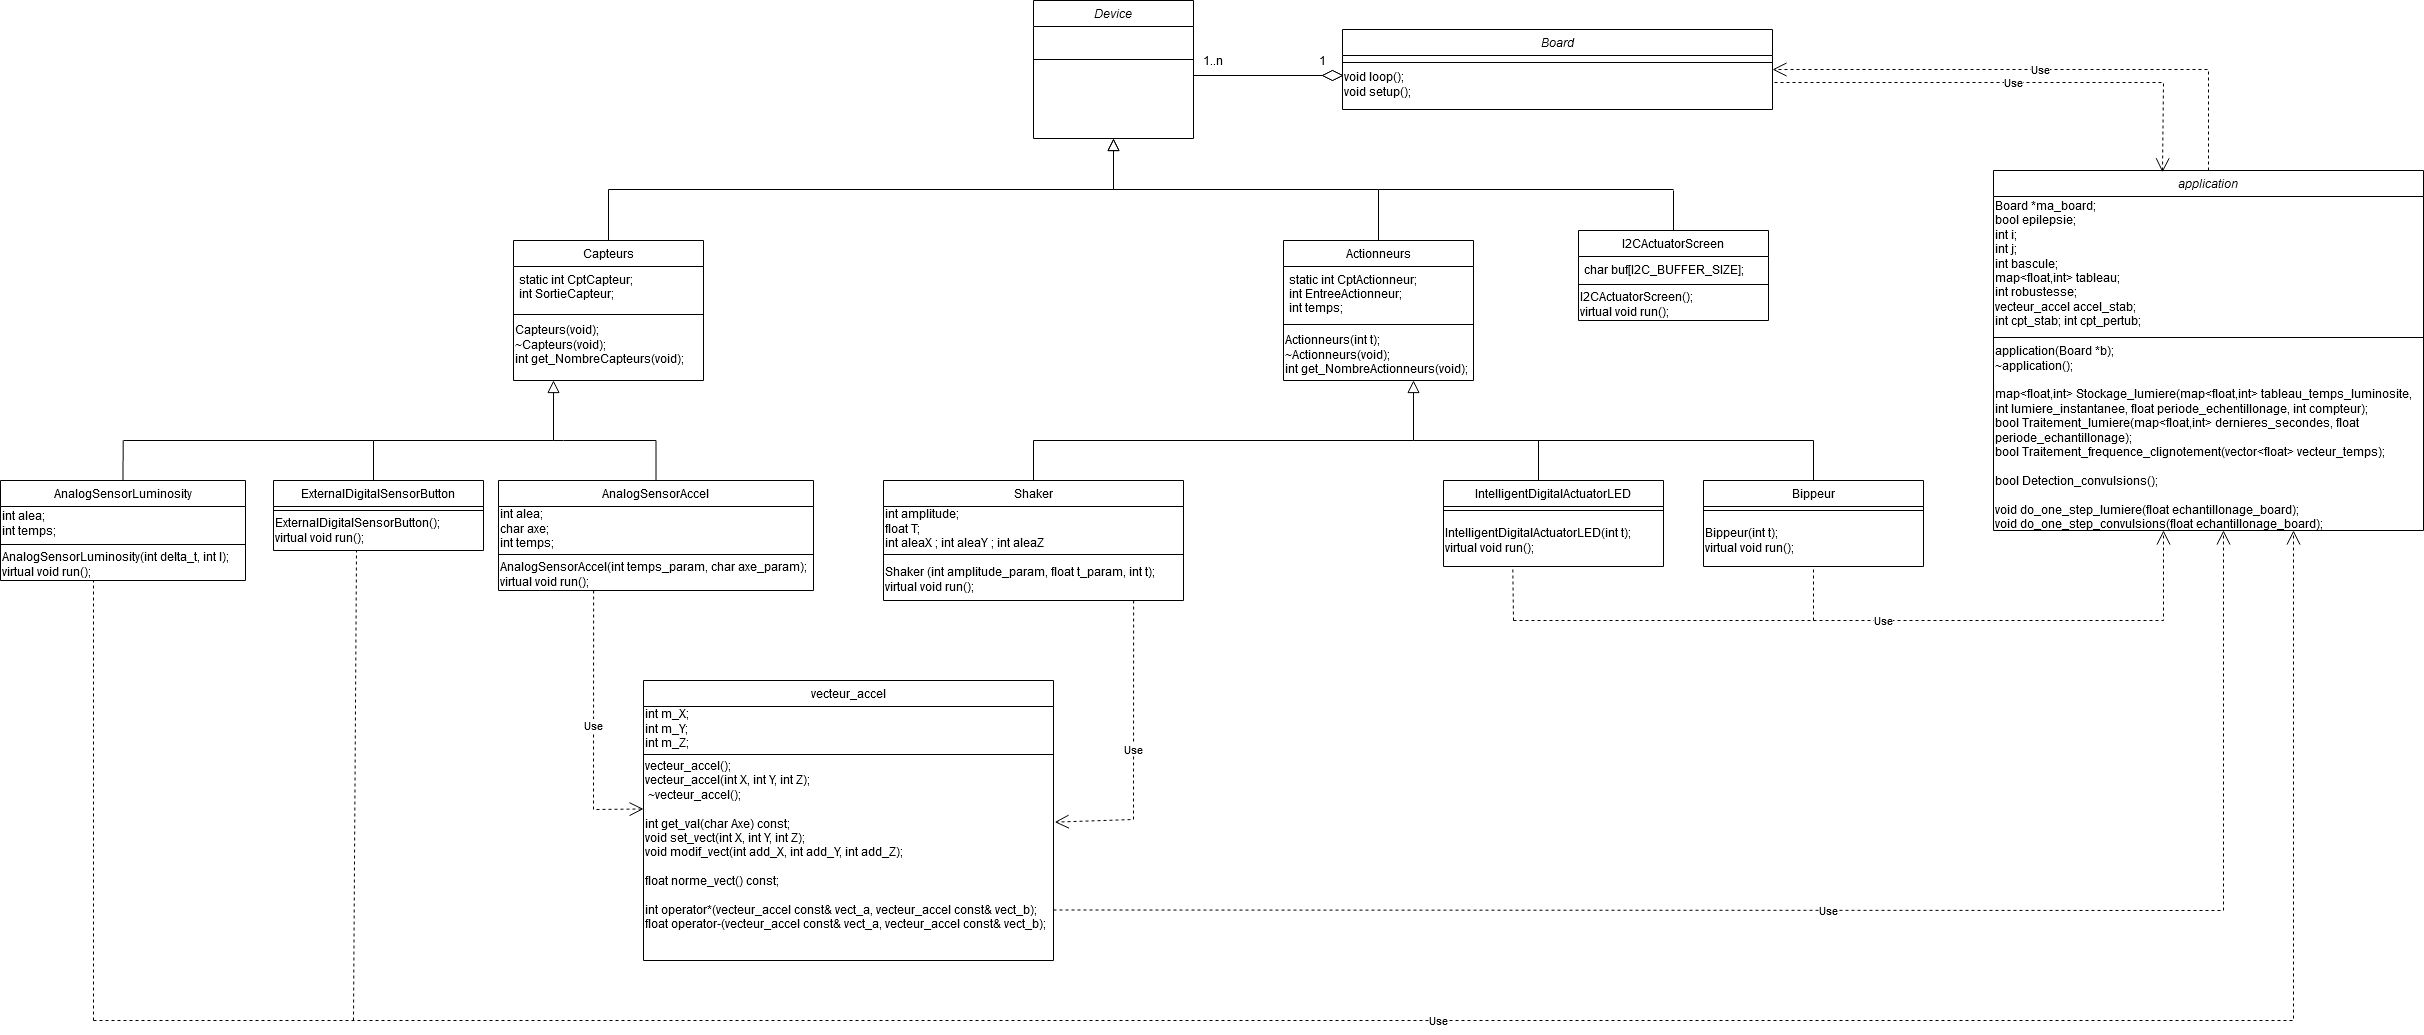 Device
1..n
1
Board
void loop();
void setup();
Use
Use
application
Board *ma_board;
bool epilepsie;
int i;
int j;
int bascule;
map<float,int> tableau;
int robustesse;
vecteur_accel accel_stab;
int cpt_stab; int cpt_pertub;
application(Board *b);
~application();
map<float,int> Stockage_lumiere(map<float,int> tableau_temps_luminosite,
int lumiere_instantanee, float periode_echentillonage, int compteur);
bool Traitement_lumiere(map<float,int> dernieres_secondes, float
periode_echantillonage);
bool Traitement_frequence_clignotement(vector<float> vecteur_temps);
bool Detection_convulsions();
void do_one_step_lumiere(float echantillonage_board);
void do_one_step_convulsions(float echantillonage_board);
Capteurs
static int CptCapteur;
int SortieCapteur;
Capteurs(void);
~Capteurs(void);
int get_NombreCapteurs(void);
Actionneurs
static int CptActionneur;
int EntreeActionneur;
int temps;
Actionneurs(int t);
~Actionneurs(void);
int get_NombreActionneurs(void);
I2CActuatorScreen
char buf[I2C_BUFFER_SIZE];
I2CActuatorScreen();
virtual void run();
AnalogSensorLuminosity
int alea;
int temps;
AnalogSensorLuminosity(int delta_t, int l);
virtual void run();
ExternalDigitalSensorButton
ExternalDigitalSensorButton();
virtual void run();
AnalogSensorAccel
int alea;
char axe;
int temps;
AnalogSensorAccel(int temps_param, char axe_param);
virtual void run();
Shaker
int amplitude;
float T;
int aleaX ; int aleaY ; int aleaZ
Shaker (int amplitude_param, float t_param, int t);
virtual void run();
IntelligentDigitalActuatorLED
IntelligentDigitalActuatorLED(int t);
virtual void run();
Bippeur
Bippeur(int t);
virtual void run();
Use
vecteur_accel
int m_X;
int m_Y;
int m_Z;
vecteur_accel();
vecteur_accel(int X, int Y, int Z);
~vecteur_accel();
int get_val(char Axe) const;
void set_vect(int X, int Y, int Z);
void modif_vect(int add_X, int add_Y, int add_Z);
float norme_vect() const;
int operator*(vecteur_accel const& vect_a, vecteur_accel const& vect_b);
float operator-(vecteur_accel const& vect_a, vecteur_accel const& vect_b);
Use
Use
Use
Use